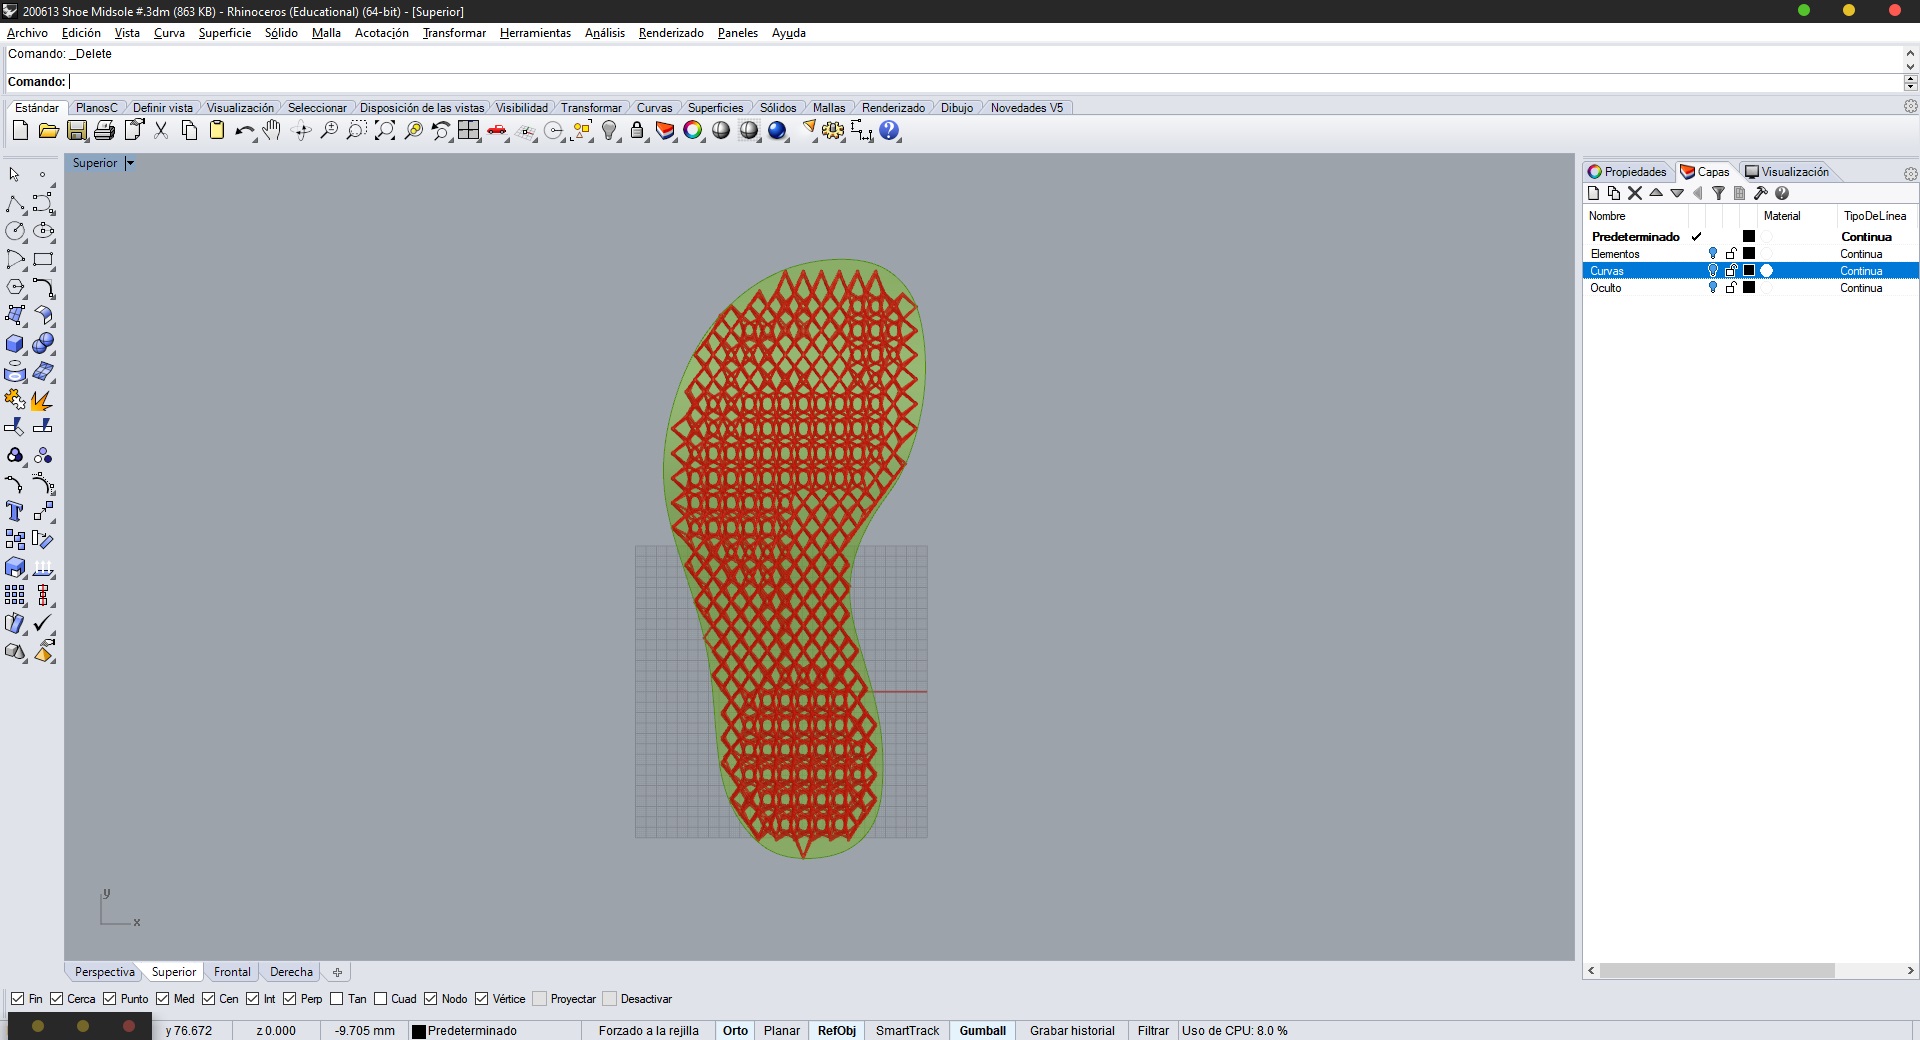 200613 Shoe Midsole #.3dm (863 KB) - Rhinoceros (Educational) (64-bit) - [Superior]
Archivo Edición Vista Curva Superficie Sólido Malla Acotación Transformar Herramientas Análisis Renderizado Paneles Ayuda
Comando: _Delete
Comando:
Estándar PlanosC Definir vista Visualización Seleccionar Disposición de las vistas Visibilidad Transformar Curvas Superficies Sólidos Mallas Renderizado Dibujo Novedades V5
Superior
Propiedades Capas Visualización
Nombre Material TipoDeLínea
Predeterminado Continua
Elementos Continua
Curvas Continua
Oculto Continua
y
x
Perspectiva Superior Frontal Derecha
Fin Cerca Punto Med Cen Int Perp Tan Cuad Nodo Vértice Proyectar Desactivar
y 76.672 z 0.000 -9.705 mm Predeterminado Forzado a la rejilla Orto Planar RefObj SmartTrack Gumball Grabar historial Filtrar Uso de CPU: 8.0 %